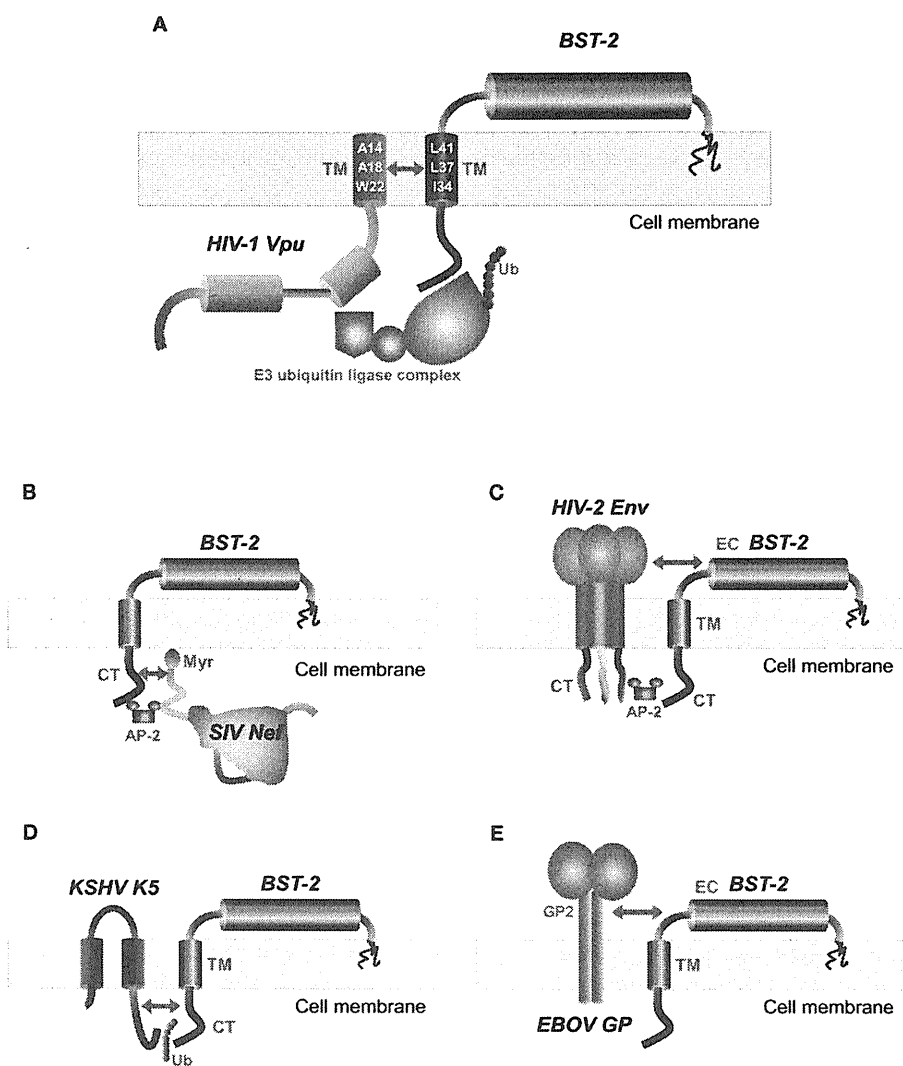 A
BST-2
A14
L41
TM
A18
L37
TM
W22
I34
Cell membrane
HIV-1 Vpu
Ub
E3 ubiquitin ligase complex
B
BST-2
Myr
Cell membrane
CT
AP-2
SIV Nef
C
HIV-2 Env
EC BST-2
TM
Cell membrane
CT
AP-2
CT
D
KSHV K5
BST-2
TM
Cell membrane
CT
Ub
E
EC BST-2
GP2
TM
Cell membrane
EBOV GP